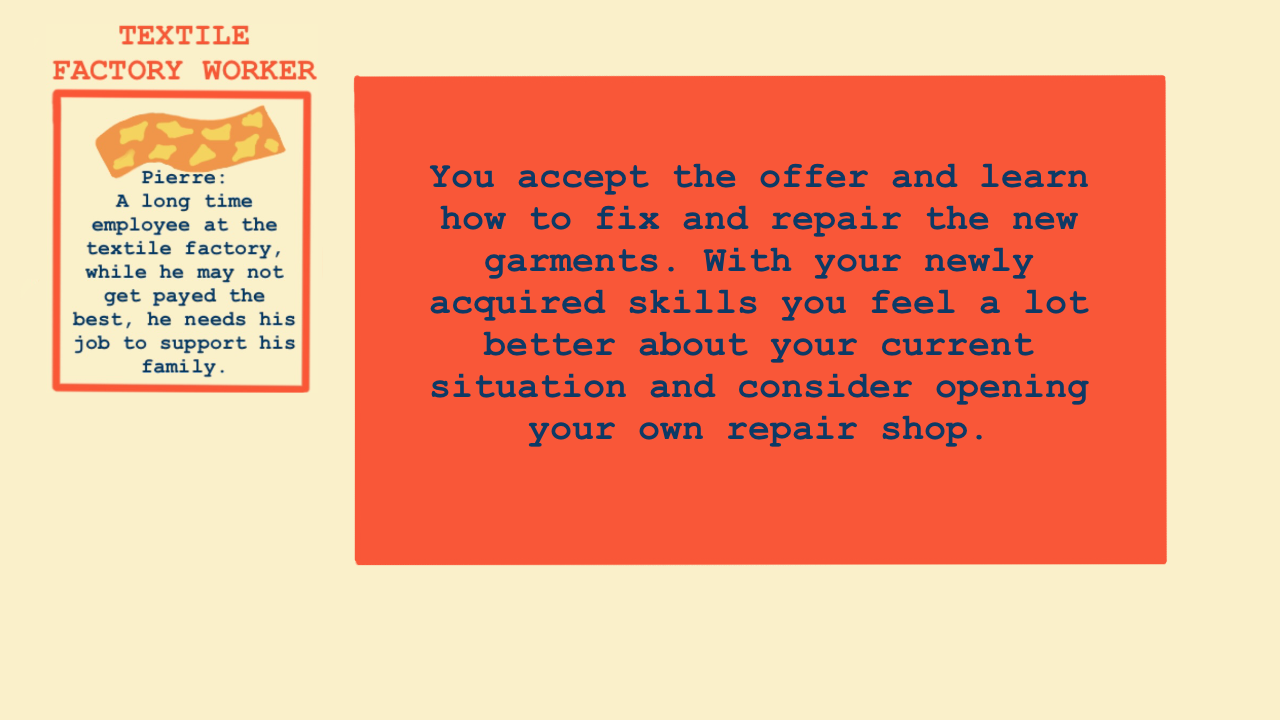 TEXTILE
FACTORY WORKER
Pierre:
A long time
employee at the
textile factory,
while he may not
get payed the
best, he needs his
job to support his
family.
You accept the offer and learn
how to fix and repair the new
garments. With your newly
acquired skills you feel a lot
better about your current
situation and consider opening
your own repair shop.